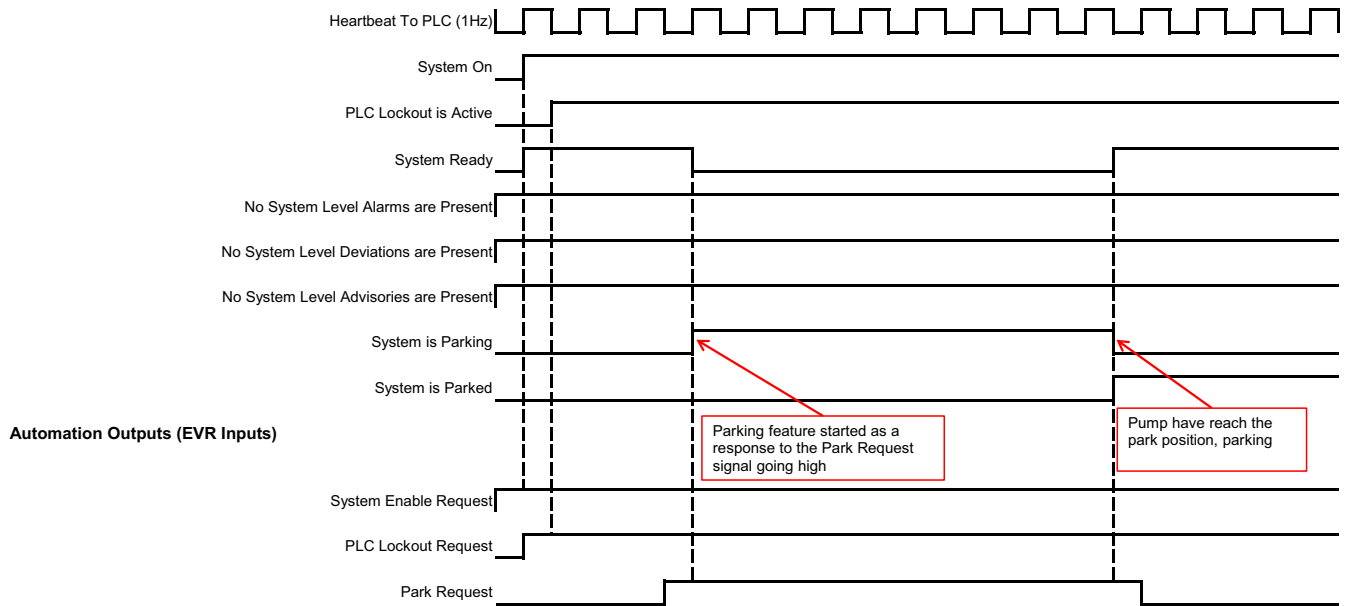 Heartbeat To PLC (1Hz)
System On
PLC Lockout is Active
System Ready
No System Level Alarms are Present
No System Level Deviations are Present
No System Level Advisories are Present
System is Parking
System is Parked
Parking feature started as a
response to the Park Request
signal going high
Pump have reach the
park position, parking
Automation Outputs (EVR Inputs)
System Enable Request
PLC Lockout Request
Park Request